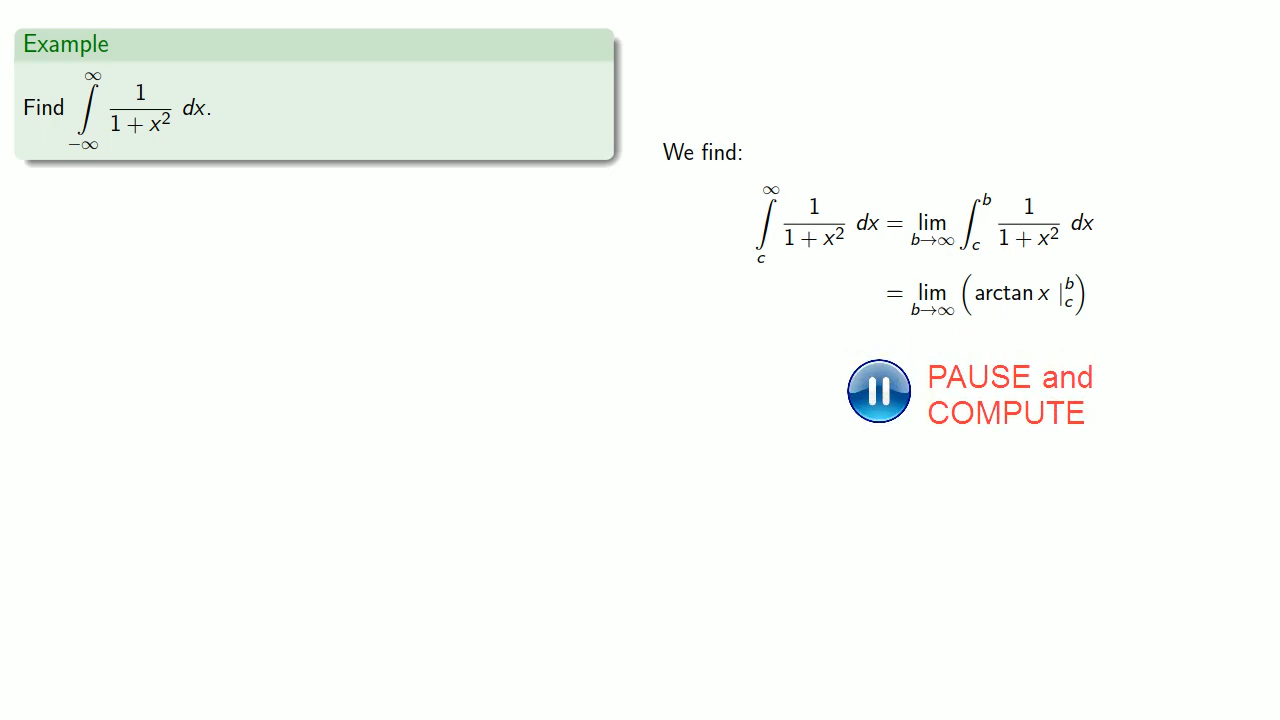 Example
Find ∫_{−∞}^{∞} 1/(1 + x²) dx.
We find:
∫_{c}^{∞} 1/(1 + x²) dx = lim_{b→∞} ∫_{c}^{b} 1/(1 + x²) dx
= lim_{b→∞} (arctan x |_{c}^{b})
PAUSE and
COMPUTE